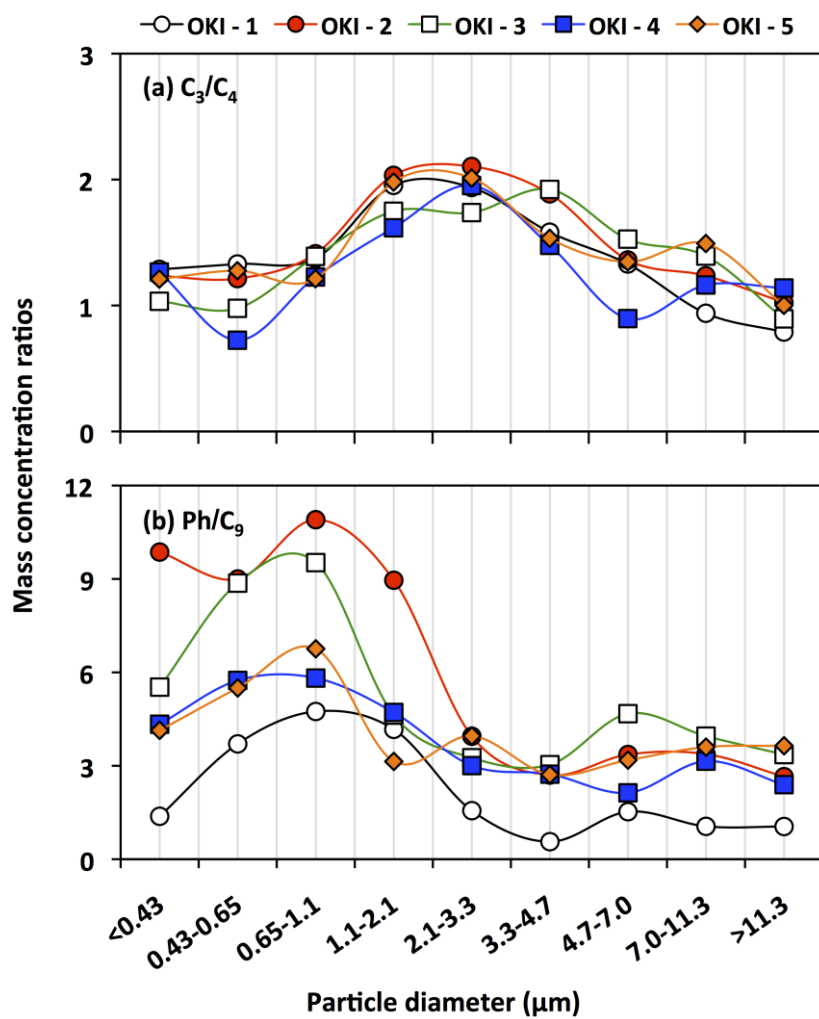 OKI - 1 OKI - 2 OKI - 3 OKI - 4 OKI - 5
(a) C₃/C₄
3
2
1
0
Mass concentration ratios
(b) Ph/C₉
12
9
6
3
0
<0.43 0.43-0.65 0.65-1.1 1.1-2.1 2.1-3.3 3.3-4.7 4.7-7.0 7.0-11.3 >11.3
Particle diameter (μm)